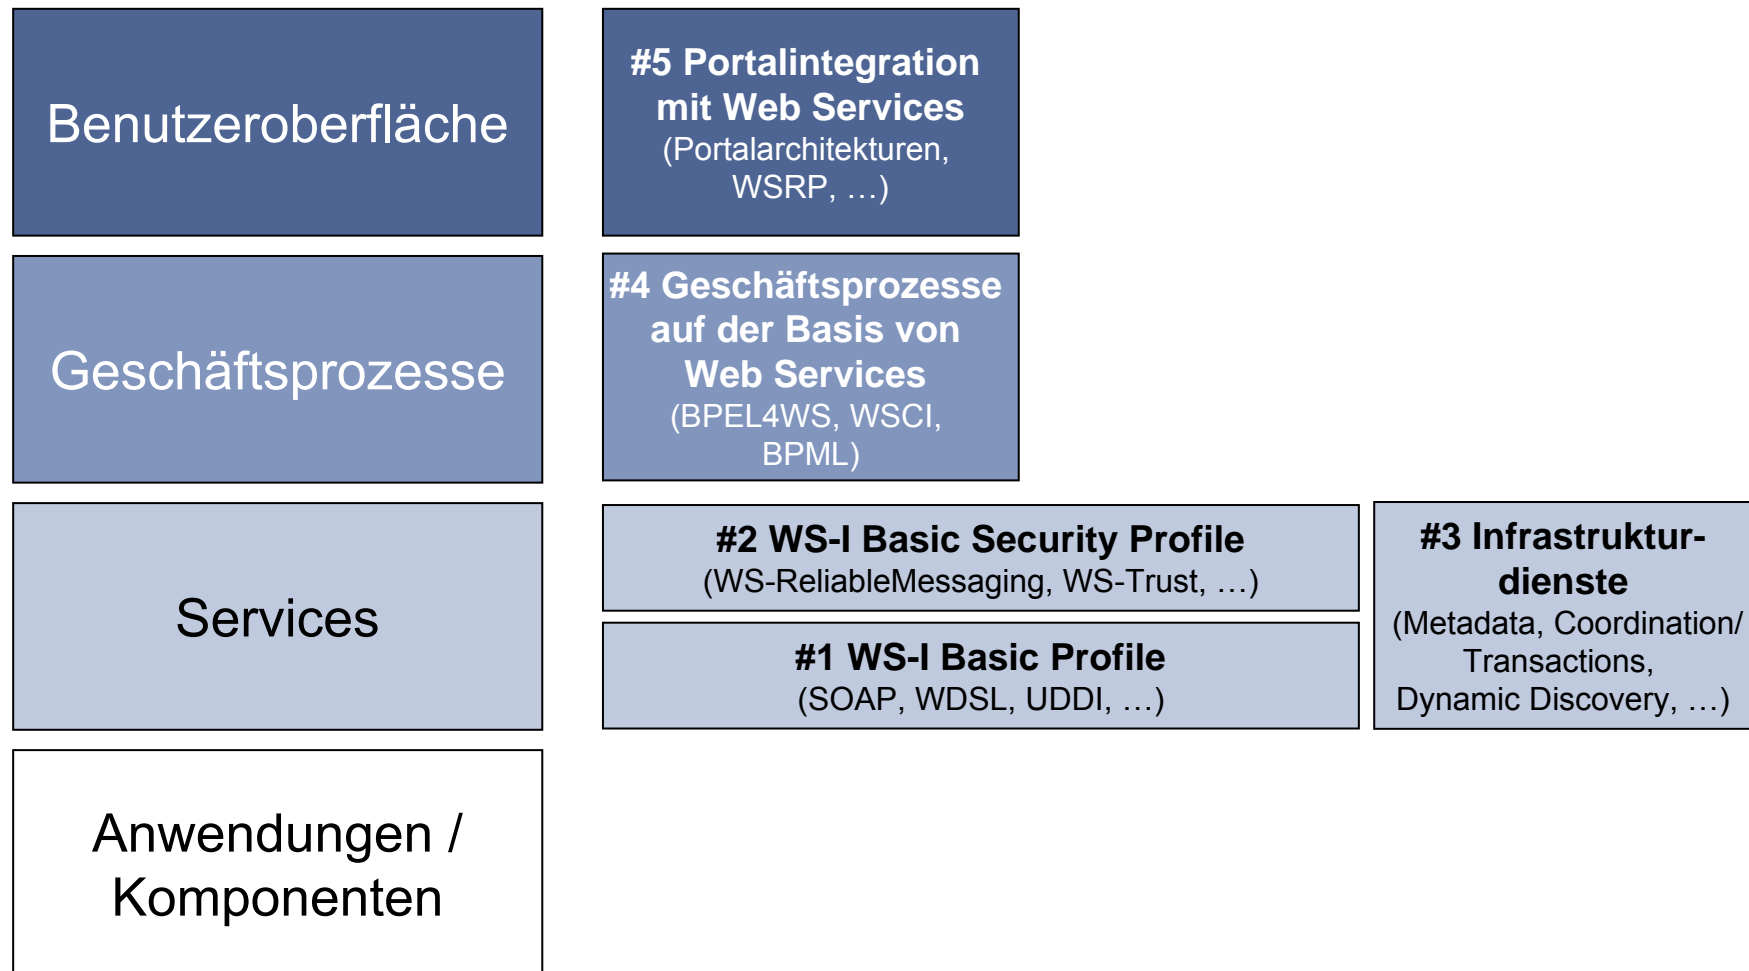 Benutzeroberfläche
#5 Portalintegration
mit Web Services
(Portalarchitekturen,
WSRP, …)
Geschäftsprozesse
#4 Geschäftsprozesse
auf der Basis von
Web Services
(BPEL4WS, WSCI,
BPML)
Services
#2 WS-I Basic Security Profile
(WS-ReliableMessaging, WS-Trust, …)
#1 WS-I Basic Profile
(SOAP, WDSL, UDDI, …)
#3 Infrastruktur-
dienste
(Metadata, Coordination/
Transactions,
Dynamic Discovery, …)
Anwendungen /
Komponenten